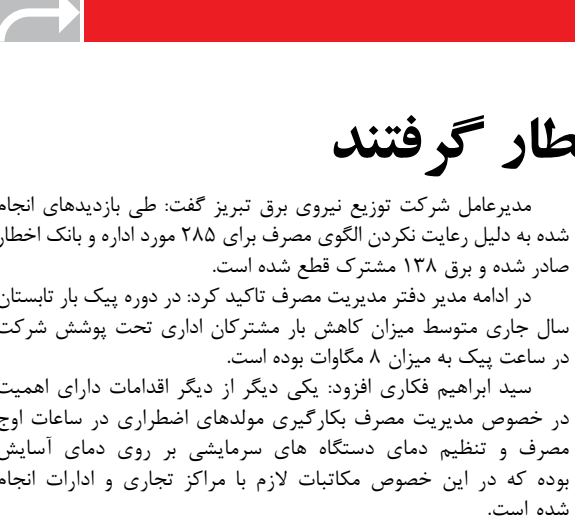 طار گرفتند
مدیرعامل شرکت توزیع نیروی برق تبریز گفت: طی بازدیدهای انجام
شده به دلیل رعایت نکردن الگوی مصرف برای ۲۸۵ مورد اداره و بانک اخطار
صادر شده و برق ۱۳۸ مشترک قطع شده است.
در ادامه مدیر دفتر مدیریت مصرف تاکید کرد: در دوره پیک بار تابستان
سال جاری متوسط میزان کاهش بار مشترکان اداری تحت پوشش شرکت
در ساعت پیک به میزان ۸ مگاوات بوده است.
سید ابراهیم فکاری افزود: یکی دیگر از دیگر اقدامات دارای اهمیت
در خصوص مدیریت مصرف بکارگیری مولدهای اضطراری در ساعات اوج
مصرف و تنظیم دمای دستگاه های سرمایشی بر روی دمای آسایش
بوده که در این خصوص مکاتبات لازم با مراکز تجاری و ادارات انجام
شده است.